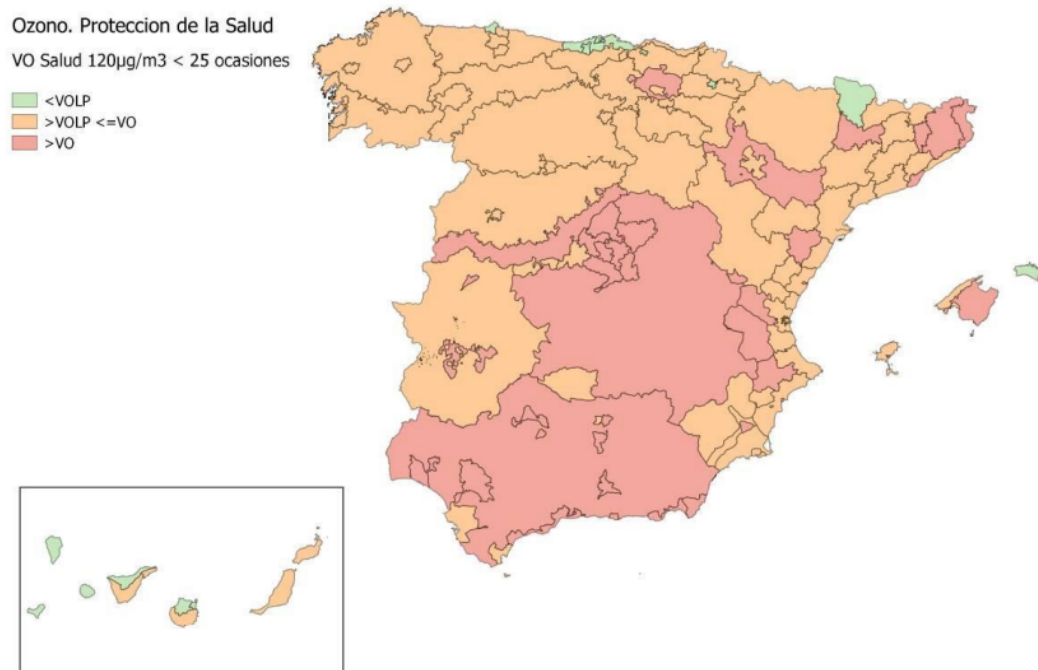 Ozono. Proteccion de la Salud
VO Salud 120µg/m3 < 25 ocasiones
<VOLP
>VOLP <=VO
>VO